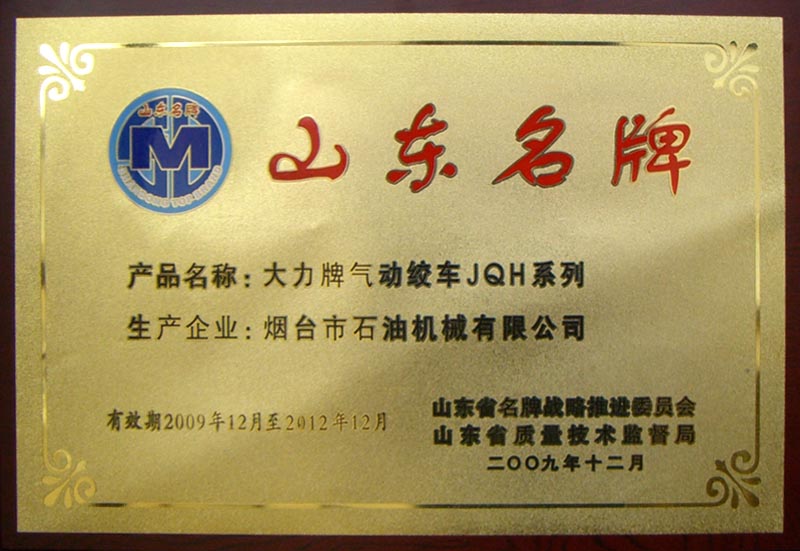 山东名牌
M
SHANDONG TOP BRAND
山东名牌
产品名称：大力牌气动绞车JQH系列
生产企业：烟台市石油机械有限公司
有效期2009年12月至2012年12月
山东省名牌战略推进委员会
山东省质量技术监督局
二〇〇九年十二月